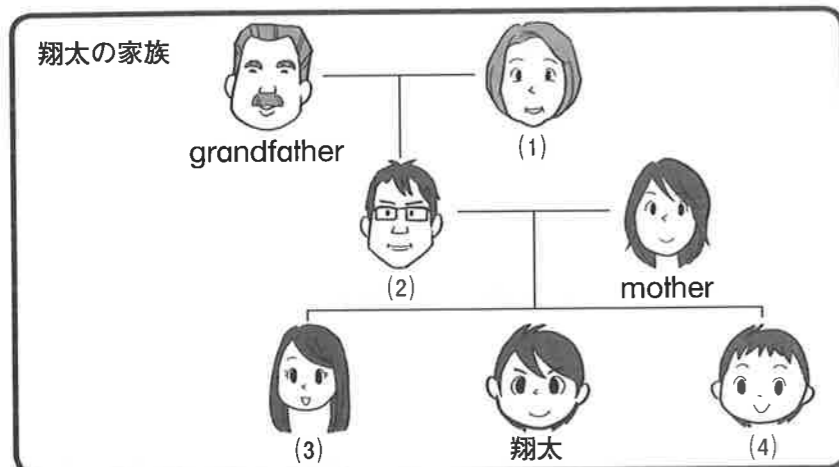 翔太の家族
grandfather
(1)
(2)
mother
(3)
翔太
(4)